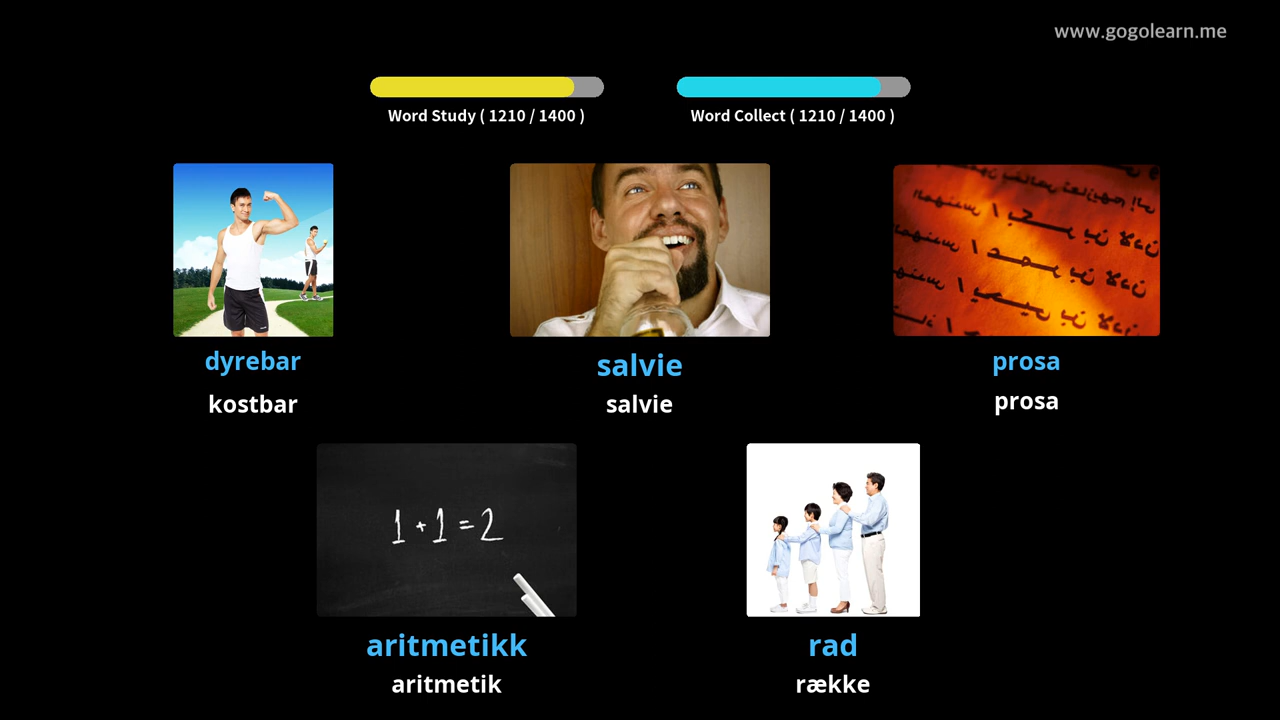 www.gogolearn.me
Word Study ( 1210 / 1400 )
Word Collect ( 1210 / 1400 )
dyrebar
salvie
prosa
kostbar
salvie
prosa
1 + 1 = 2
aritmetikk
rad
aritmetik
række